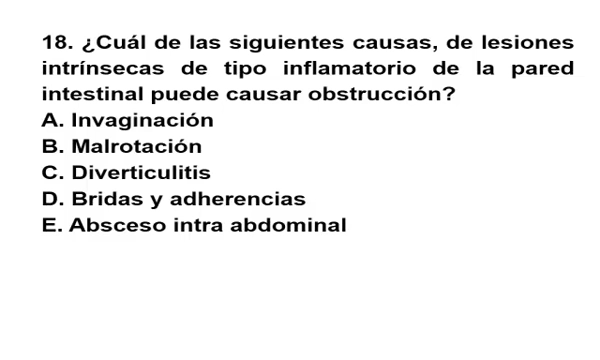 18. ¿Cuál de las siguientes causas, de lesiones
intrínsecas de tipo inflamatorio de la pared
intestinal puede causar obstrucción?
A. Invaginación
B. Malrotación
C. Diverticulitis
D. Bridas y adherencias
E. Absceso intra abdominal